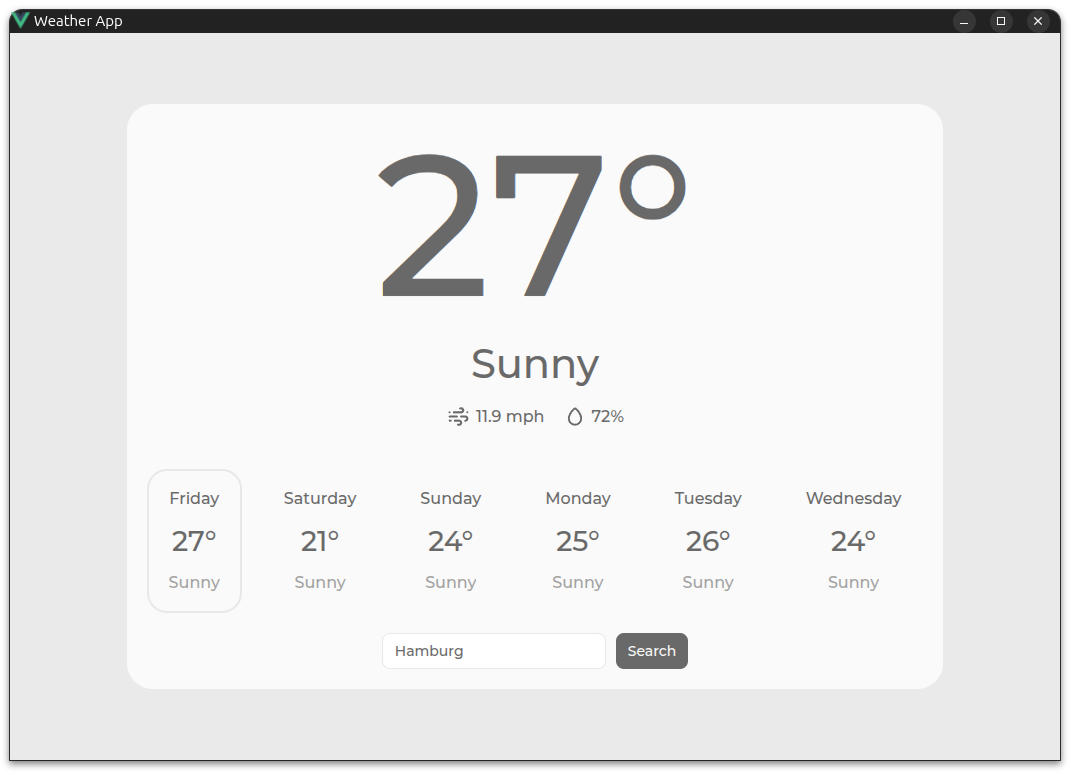 Weather App
27°
Sunny
11.9 mph 72%
Friday Saturday Sunday Monday Tuesday Wednesday
27° 21° 24° 25° 26° 24°
Sunny Sunny Sunny Sunny Sunny Sunny
Hamburg Search